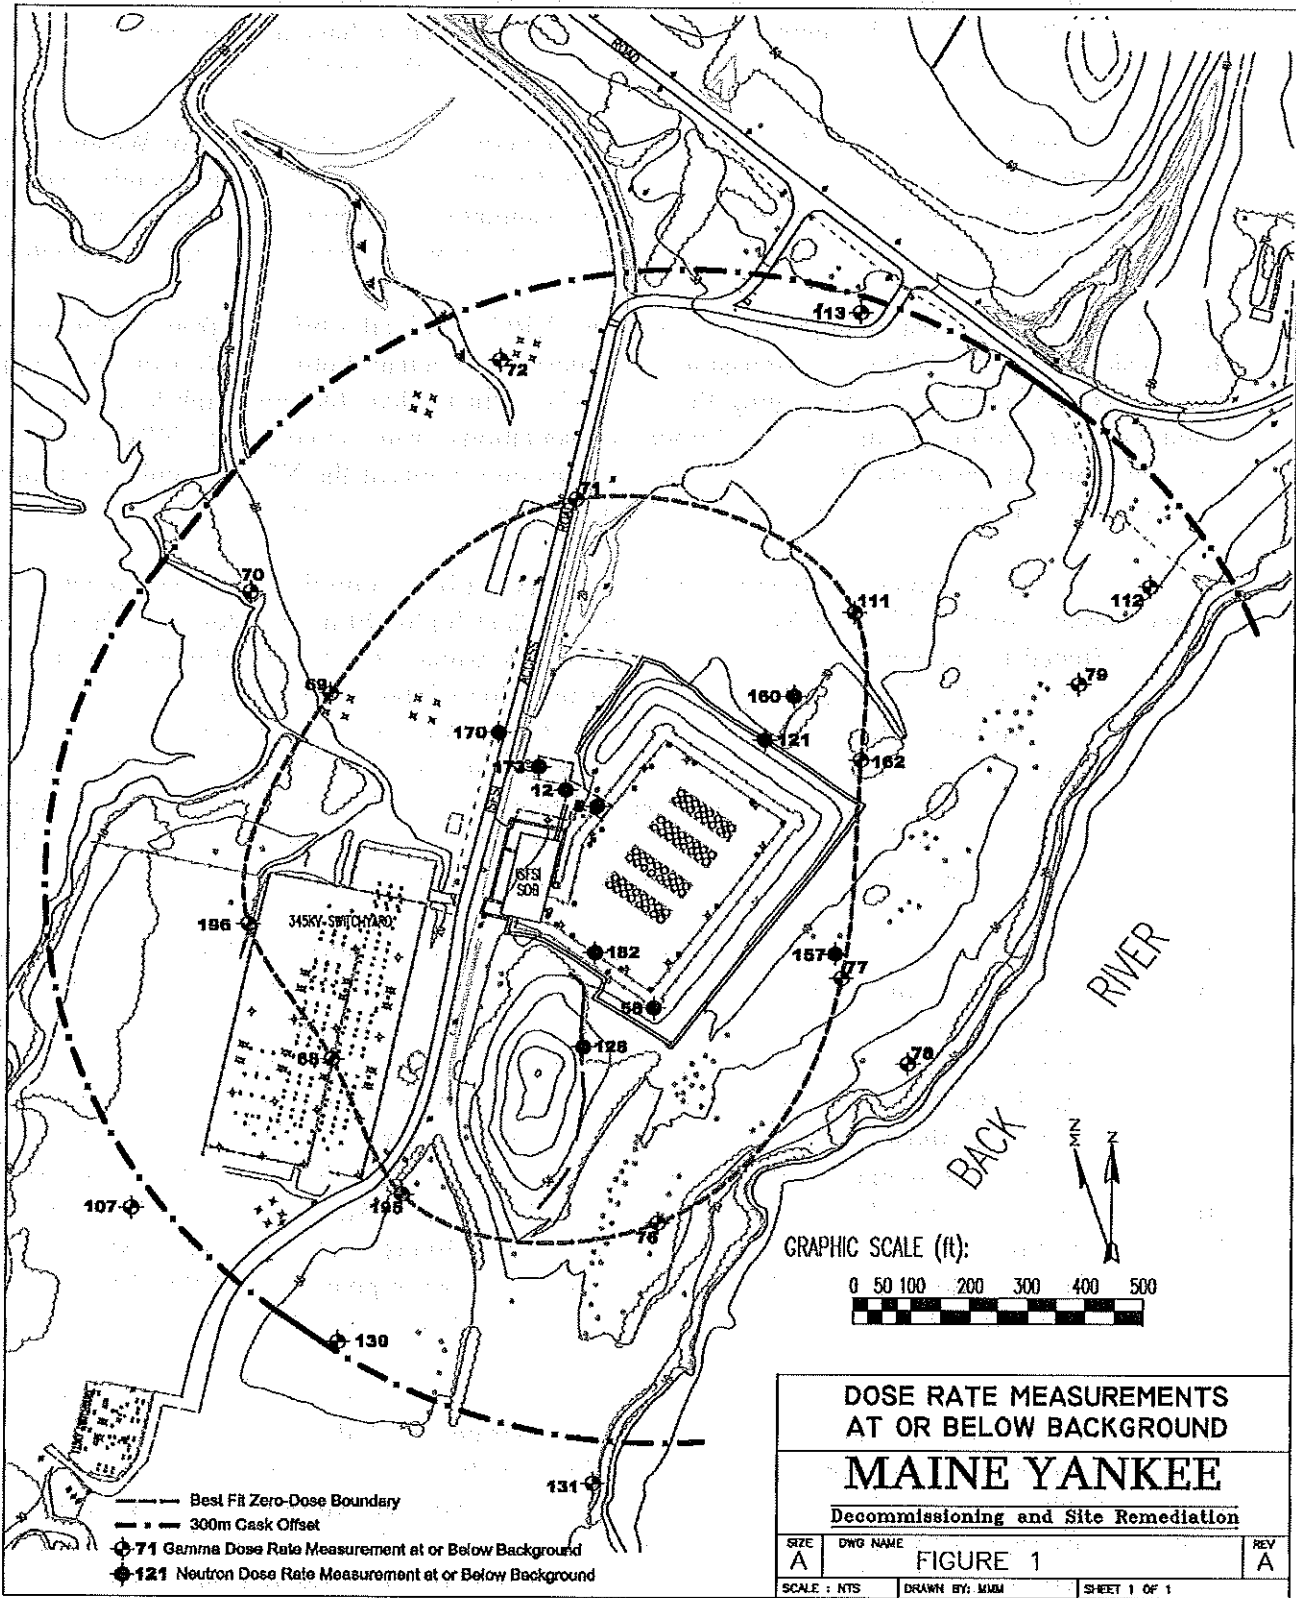 ROAD
113
72
71
ROAD
70
111
112
69
79
ACCESS
160
170
121
162
173
12
ISFSI
ISFSI
SOB
196
345KV-SWITCHYARD
182
157
77
58
RIVER
128
78
68
BACK
MN
N
107
195
76
GRAPHIC SCALE (ft):
0 50 100 200 300 400 500
130
131
DOSE RATE MEASUREMENTS
AT OR BELOW BACKGROUND
MAINE YANKEE
Decommissioning and Site Remediation
SIZE
A
DWG NAME
FIGURE 1
REV
A
SCALE : NTS
DRAWN BY: MMM
SHEET 1 OF 1
Best Fit Zero-Dose Boundary
300m Cask Offset
71 Gamma Dose Rate Measurement at or Below Background
121 Neutron Dose Rate Measurement at or Below Background